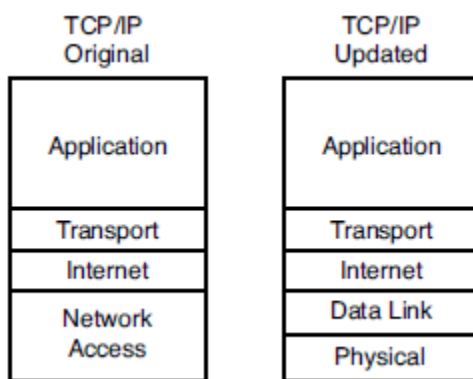 TCP/IP
Original
Application
Transport
Internet
Network
Access
TCP/IP
Updated
Application
Transport
Internet
Data Link
Physical